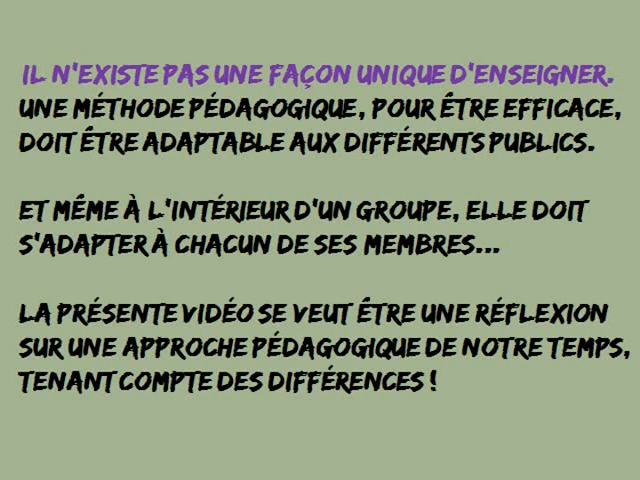 IL N'EXISTE PAS UNE FAÇON UNIQUE D'ENSEIGNER.
UNE MÉTHODE PÉDAGOGIQUE, POUR ÊTRE EFFICACE,
DOIT ÊTRE ADAPTABLE AUX DIFFÉRENTS PUBLICS.
ET MÊME À L'INTÉRIEUR D'UN GROUPE, ELLE DOIT
S'ADAPTER À CHACUN DE SES MEMBRES...
LA PRÉSENTE VIDÉO SE VEUT ÊTRE UNE RÉFLEXION
SUR UNE APPROCHE PÉDAGOGIQUE DE NOTRE TEMPS,
TENANT COMPTE DES DIFFÉRENCES !